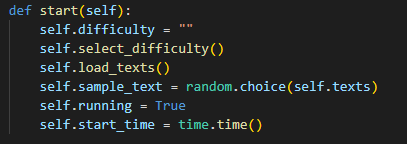 def start(self):
    self.difficulty = ""
    self.select_difficulty()
    self.load_texts()
    self.sample_text = random.choice(self.texts)
    self.running = True
    self.start_time = time.time()